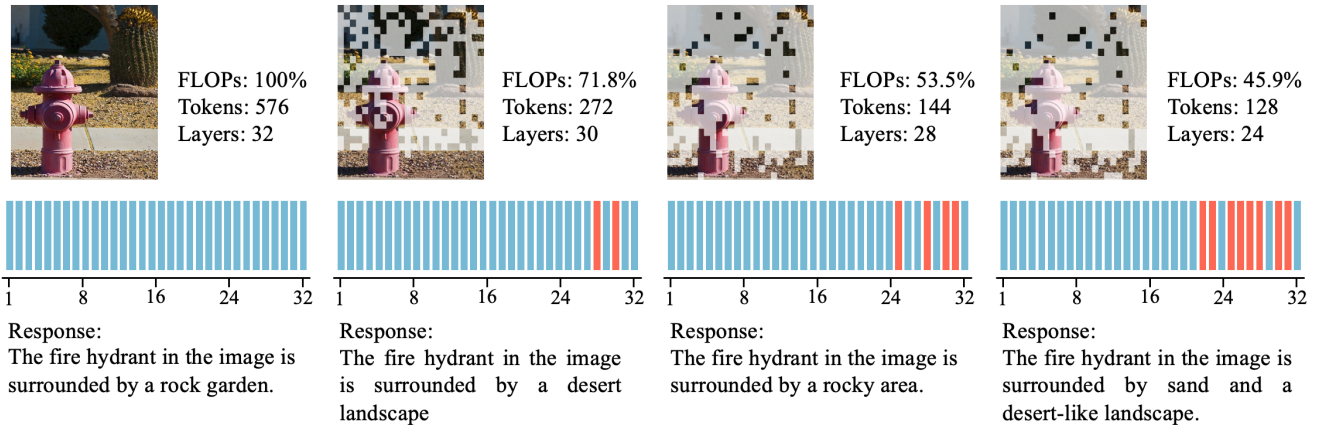 FLOPs: 100%
Tokens: 576
Layers: 32
FLOPs: 71.8%
Tokens: 272
Layers: 30
FLOPs: 53.5%
Tokens: 144
Layers: 28
FLOPs: 45.9%
Tokens: 128
Layers: 24
1 8 16 24 32
1 8 16 24 32
1 8 16 24 32
1 8 16 24 32
Response:
The fire hydrant in the image is
surrounded by a rock garden.
Response:
The fire hydrant in the image
is surrounded by a desert
landscape
Response:
The fire hydrant in the image is
surrounded by a rocky area.
Response:
The fire hydrant in the image is
surrounded by sand and a
desert-like landscape.